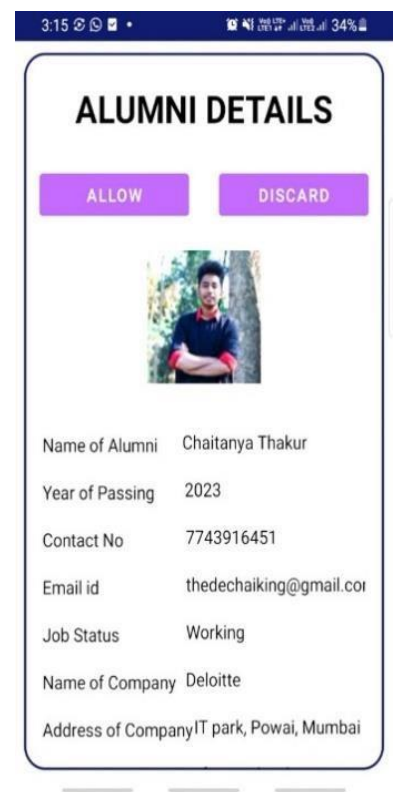 3:15 34%
ALUMNI DETAILS
ALLOW DISCARD
Name of Alumni Chaitanya Thakur
Year of Passing 2023
Contact No 7743916451
Email id thedechaiking@gmail.co
Job Status Working
Name of Company Deloitte
Address of Company IT park, Powai, Mumbai